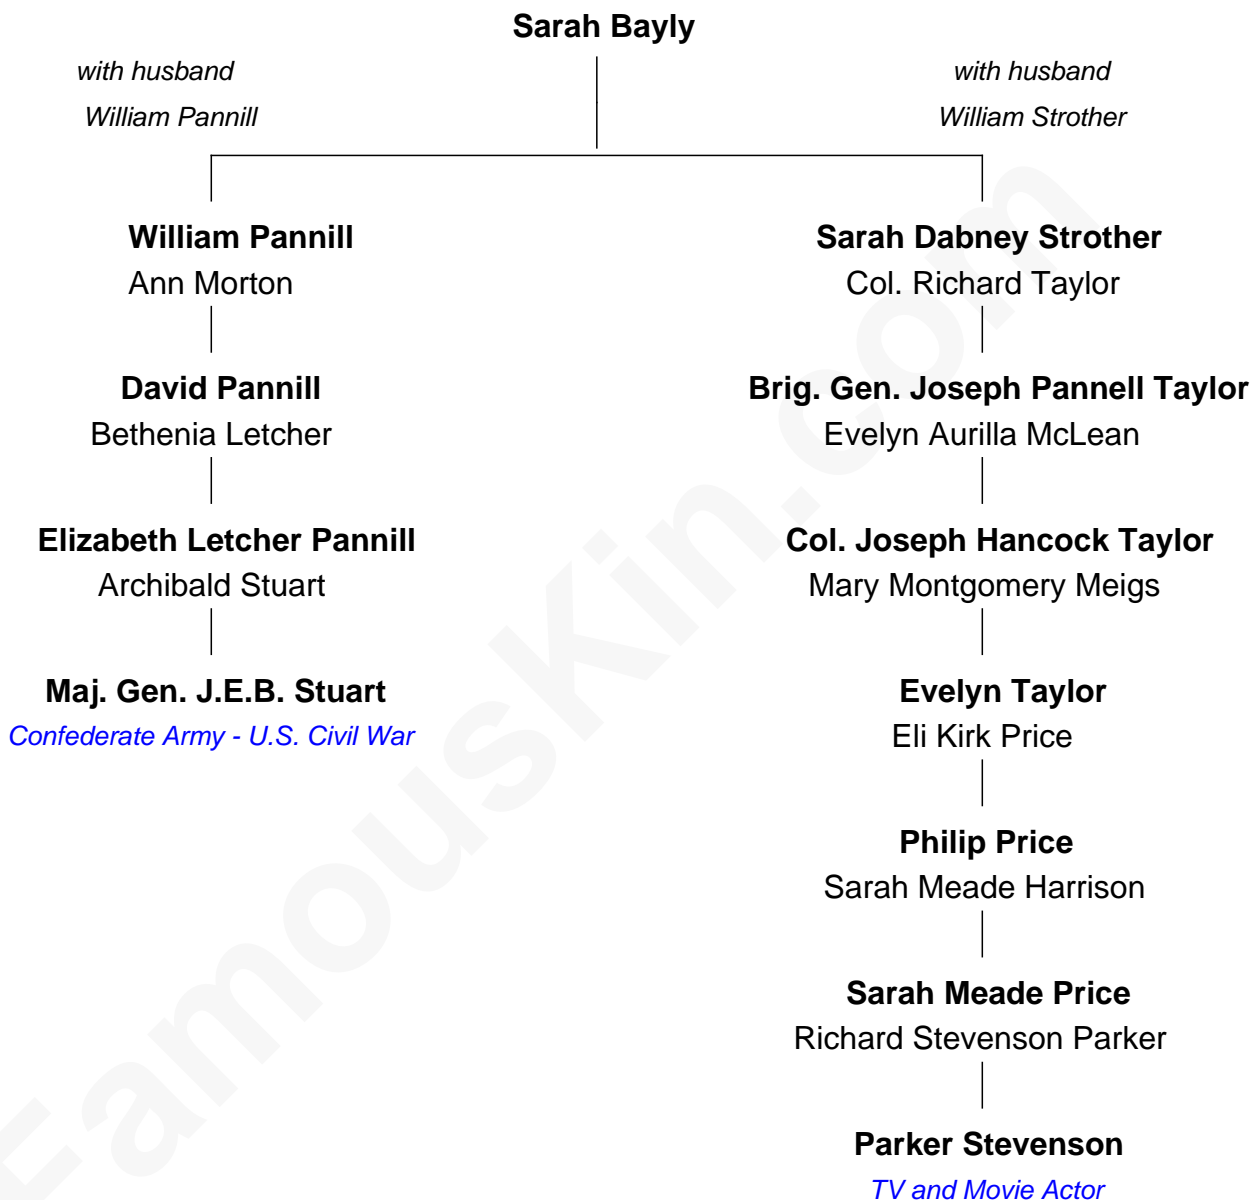 Sarah Bayly
with husband
William Pannill
with husband
William Strother
William Pannill
Ann Morton
Sarah Dabney Strother
Col. Richard Taylor
David Pannill
Bethenia Letcher
Brig. Gen. Joseph Pannell Taylor
Evelyn Aurilla McLean
Elizabeth Letcher Pannill
Archibald Stuart
Col. Joseph Hancock Taylor
Mary Montgomery Meigs
Maj. Gen. J.E.B. Stuart
Confederate Army - U.S. Civil War
Evelyn Taylor
Eli Kirk Price
Philip Price
Sarah Meade Harrison
Sarah Meade Price
Richard Stevenson Parker
Parker Stevenson
TV and Movie Actor
FamousKin.com